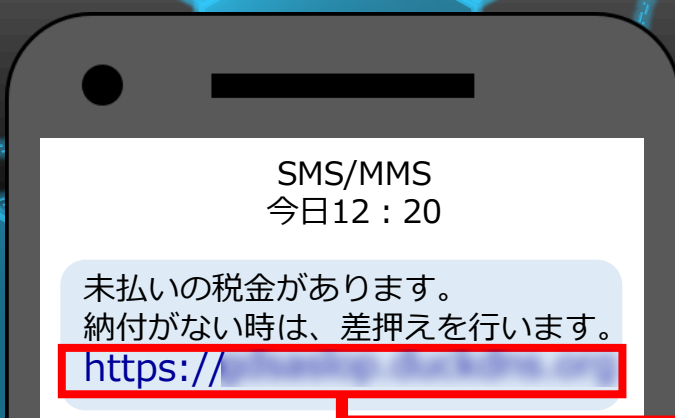 SMS/MMS
今日12：20
未払いの税金があります。
納付がない時は、差押えを行います。
https://